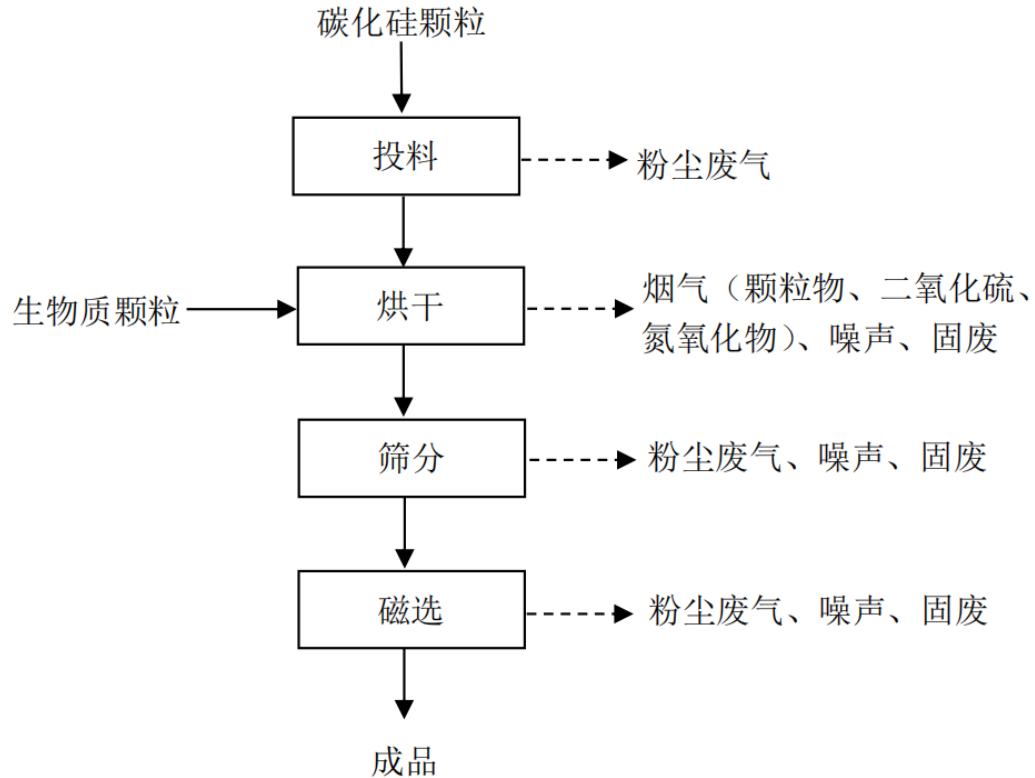 碳化硅颗粒
投料
粉尘废气
生物质颗粒
烘干
烟气（颗粒物、二氧化硫、
氮氧化物）、噪声、固废
筛分
粉尘废气、噪声、固废
磁选
粉尘废气、噪声、固废
成品